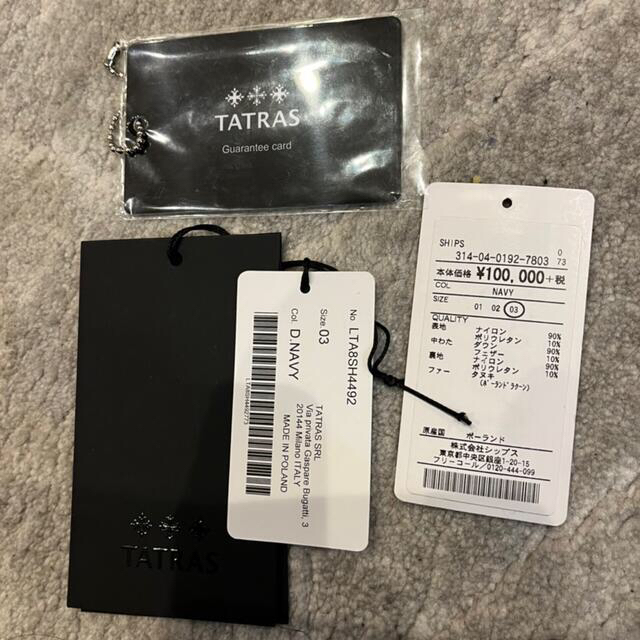 TATRAS
Guarantee card
TATRAS
No. LTA8SH4492
Size. 03
Col. D.NAVY
TATRAS SRL
Via privata Gaspare Bugatti, 3
20144 Milano ITALY
MADE IN POLAND
SHIPS
314-04-0192-7803
0
73
本体価格 ¥100,000+税
COL NAVY
SIZE 01 02 03
QUALITY
表地 ナイロン 90%
ポリウレタン 10%
中わた ダウン 90%
フェザー 10%
裏地 ナイロン 90%
ポリウレタン 10%
ファー タヌキ
原産国 ポーランド
株式会社シップス
東京都中央区銀座1-20-15
フリーコール/0120-444-099